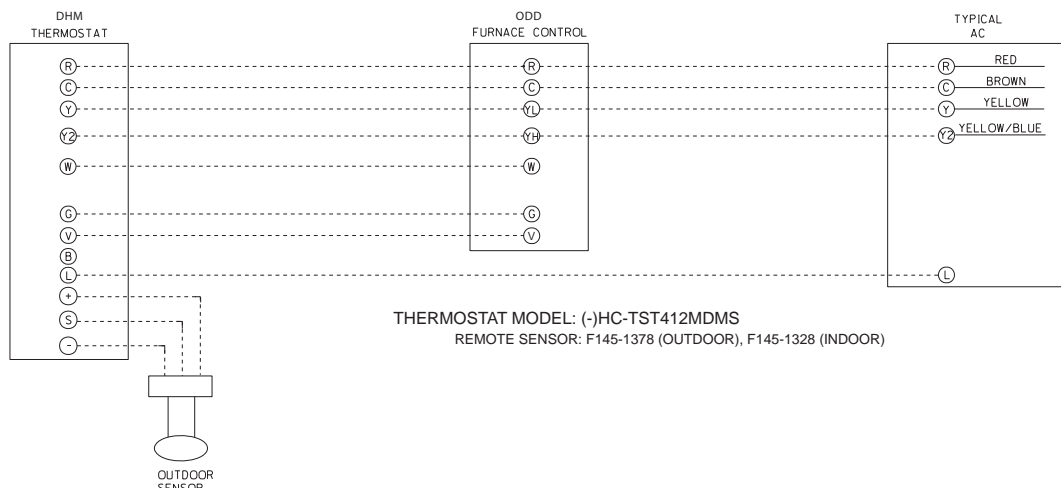 DHM
THERMOSTAT
R
C
Y
Y2
W
G
V
B
L
+
S
-
OUTDOOR
SENSOR
ODD
FURNACE CONTROL
R
C
YL
YH
W
G
V
TYPICAL
AC
R RED
C BROWN
Y YELLOW
Y2 YELLOW/BLUE
L
THERMOSTAT MODEL: (-)HC-TST412MDMS
REMOTE SENSOR: F145-1378 (OUTDOOR), F145-1328 (INDOOR)